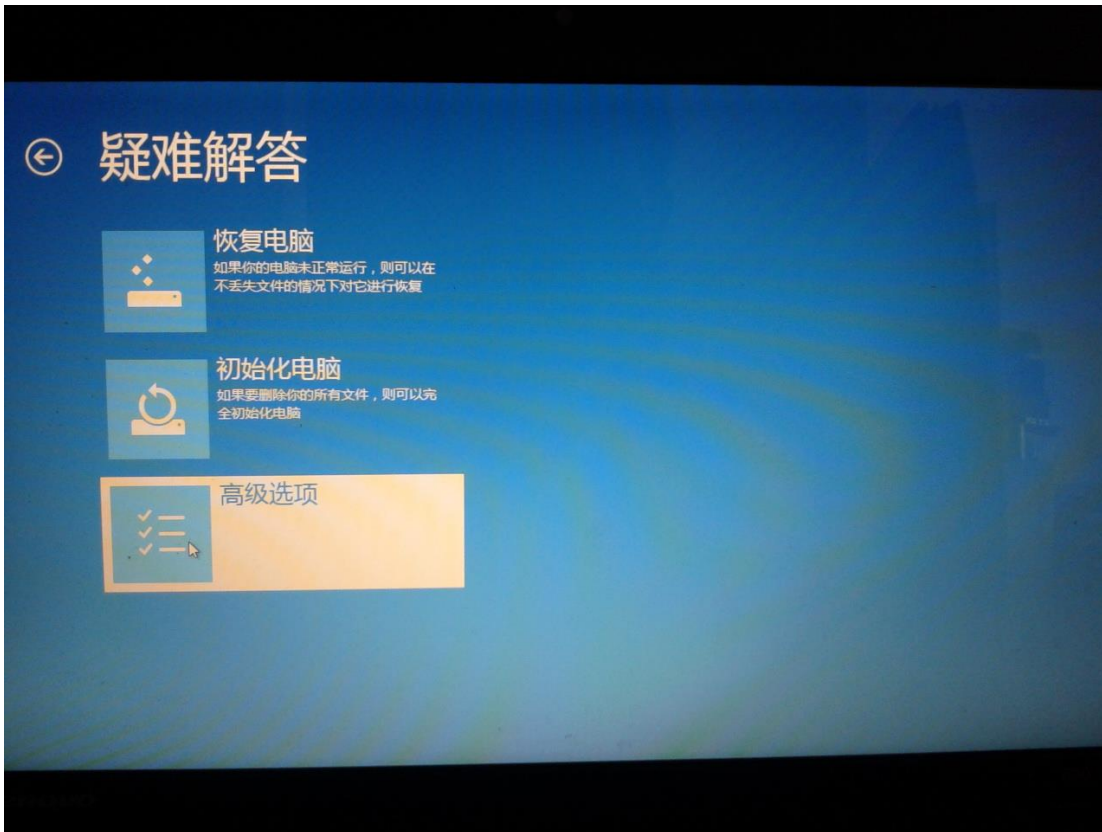 疑难解答
恢复电脑
如果你的电脑未正常运行，则可以在
不丢失文件的情况下对它进行恢复
初始化电脑
如果要删除你的所有文件，则可以完
全初始化电脑
高级选项